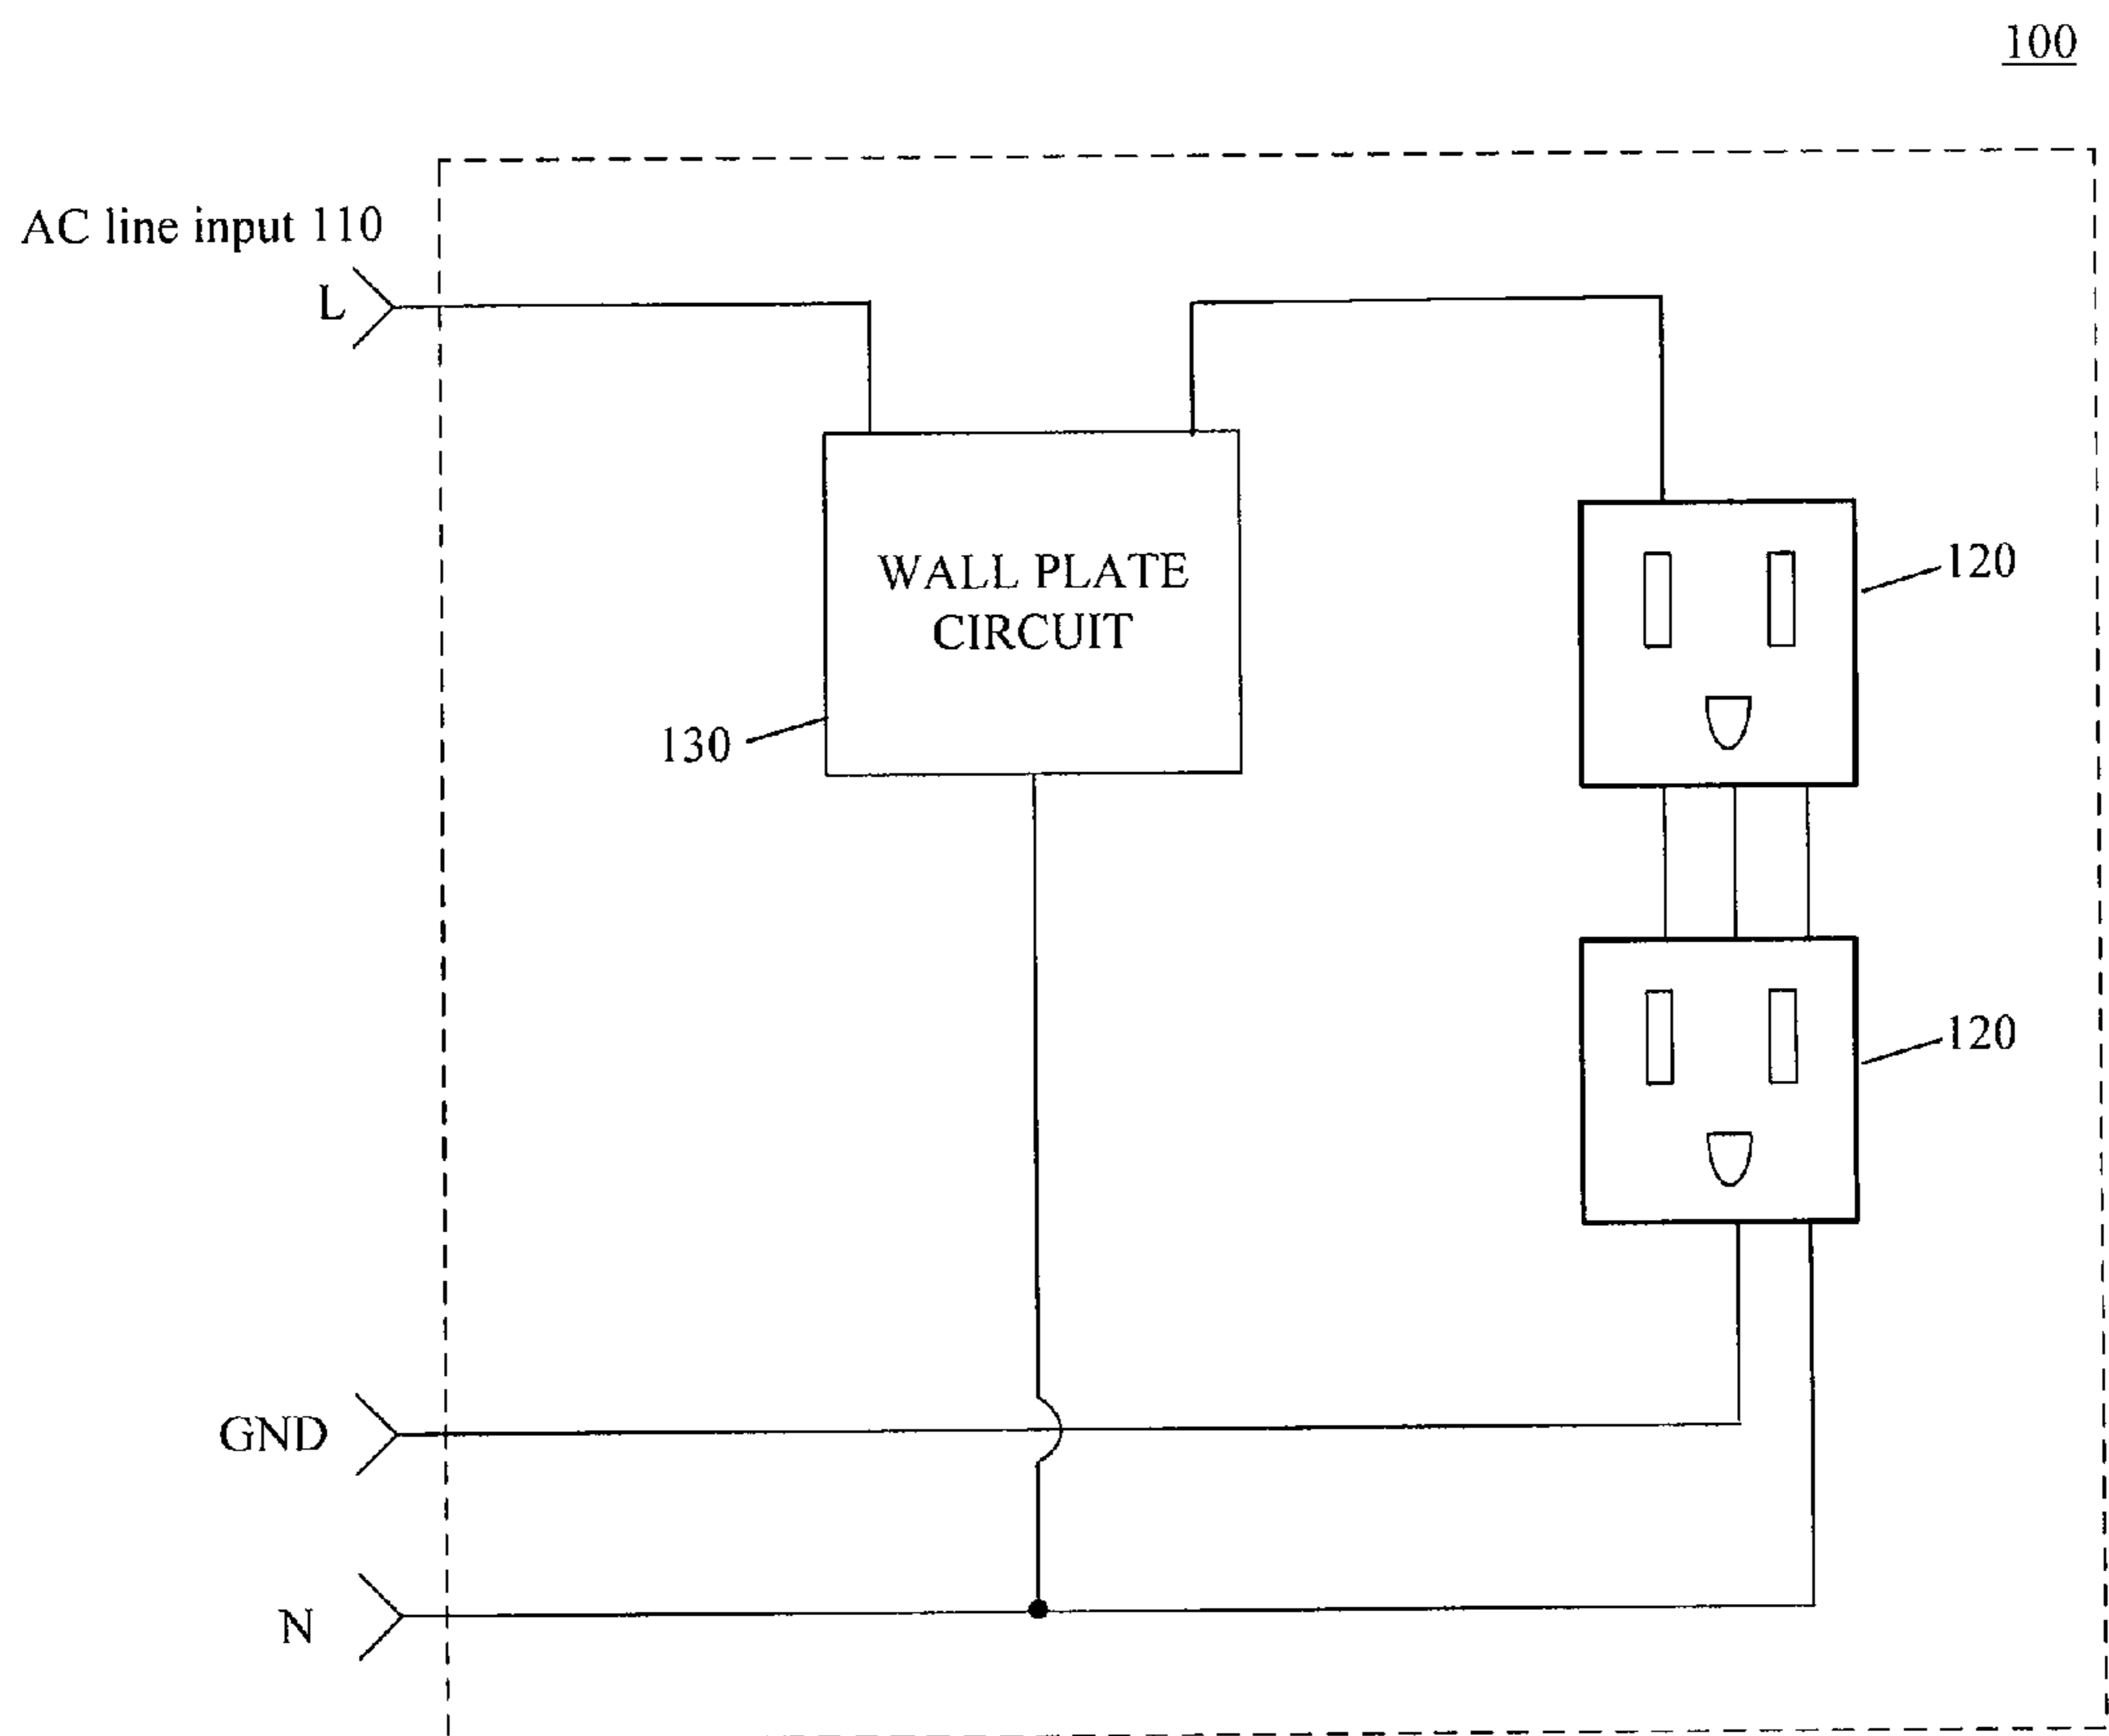 100
AC line input 110
L
WALL PLATE
CIRCUIT
120
130
120
GND
N